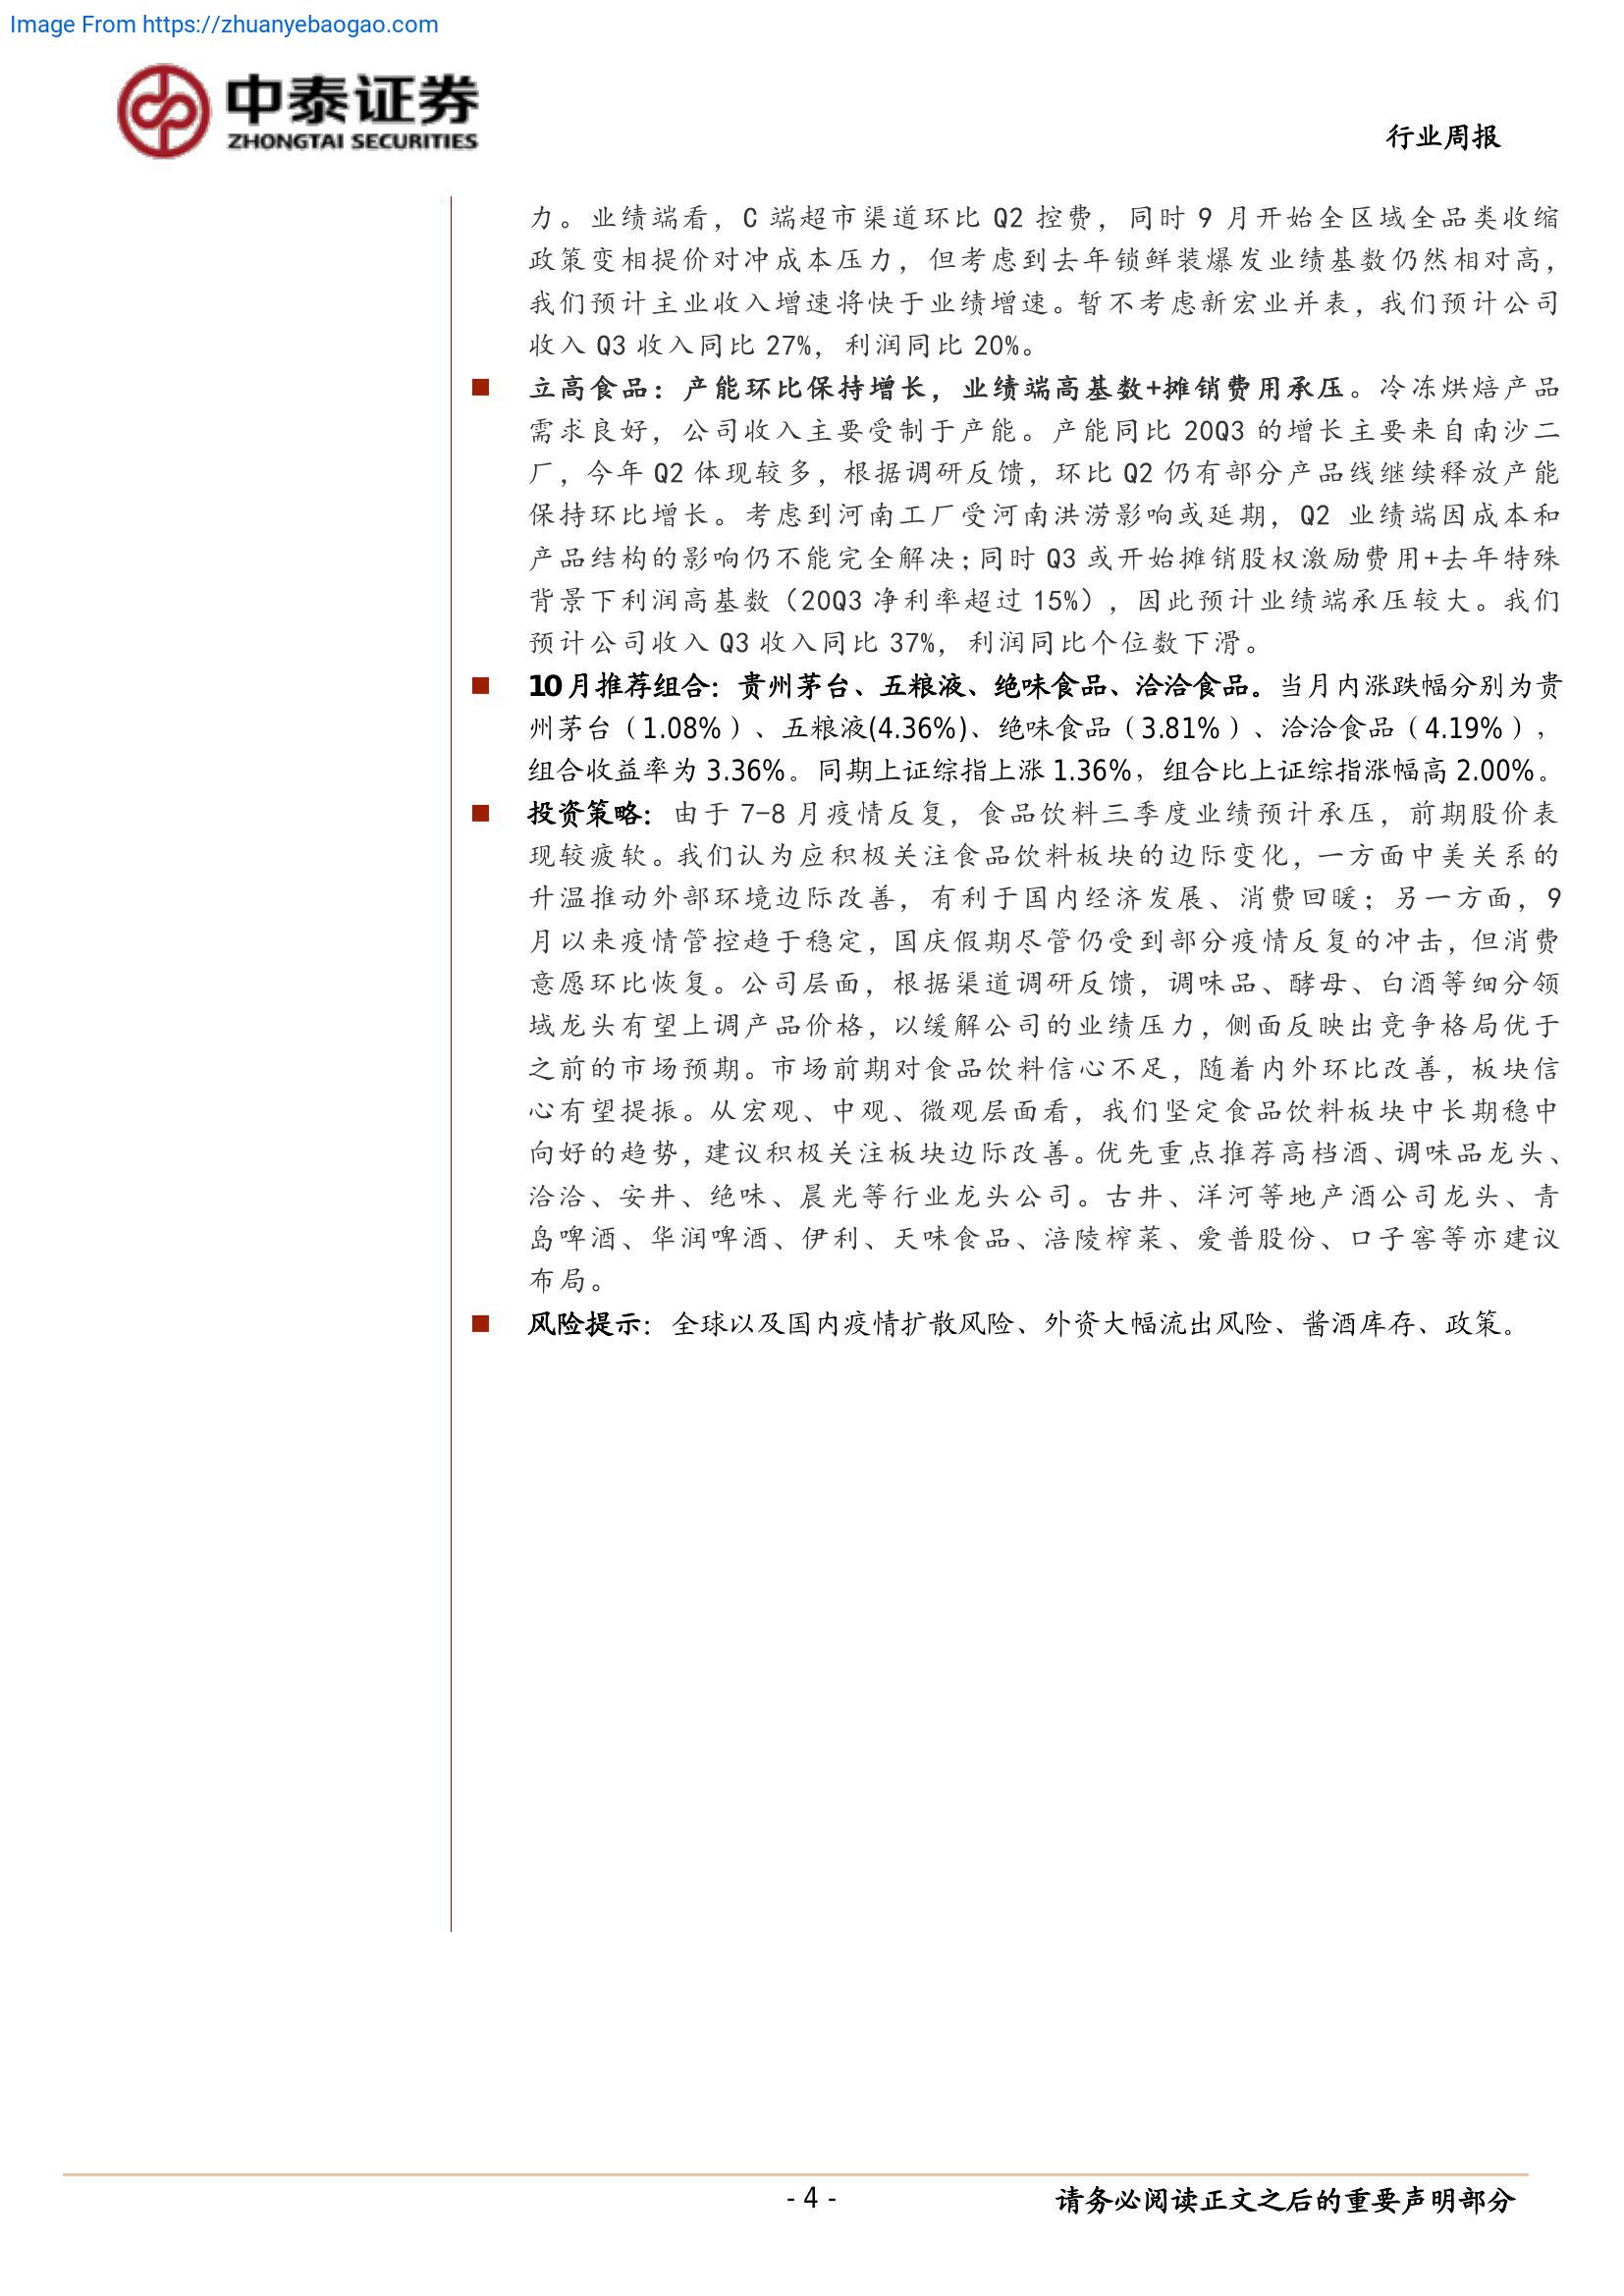 Image From https://zhuanyebaogao.com
中泰证券
ZHONGTAI SECURITIES
行业周报
力。业绩端看，C 端超市渠道环比 Q2 控费，同时 9 月开始全区域全品类收缩
政策变相提价对冲成本压力，但考虑到去年锁鲜装爆发业绩基数仍然相对高，
我们预计主业收入增速将快于业绩增速。暂不考虑新宏业并表，我们预计公司
收入 Q3 收入同比 27%，利润同比 20%。
■ 立高食品：产能环比保持增长，业绩端高基数+摊销费用承压。冷冻烘焙产品
需求良好，公司收入主要受制于产能。产能同比 20Q3 的增长主要来自南沙二
厂，今年 Q2 体现较多，根据调研反馈，环比 Q2 仍有部分产品线继续释放产能
保持环比增长。考虑到河南工厂受河南洪涝影响或延期，Q2 业绩端因成本和
产品结构的影响仍不能完全解决；同时 Q3 或开始摊销股权激励费用+去年特殊
背景下利润高基数（20Q3 净利率超过 15%），因此预计业绩端承压较大。我们
预计公司收入 Q3 收入同比 37%，利润同比个位数下滑。
■ 10 月推荐组合：贵州茅台、五粮液、绝味食品、洽洽食品。当月内涨跌幅分别为贵
州茅台（1.08%）、五粮液(4.36%)、绝味食品（3.81%）、洽洽食品（4.19%），
组合收益率为 3.36%。同期上证综指上涨 1.36%，组合比上证综指涨幅高 2.00%。
■ 投资策略：由于 7-8 月疫情反复，食品饮料三季度业绩预计承压，前期股价表
现较疲软。我们认为应积极关注食品饮料板块的边际变化，一方面中美关系的
升温推动外部环境边际改善，有利于国内经济发展、消费回暖；另一方面，9
月以来疫情管控趋于稳定，国庆假期尽管仍受到部分疫情反复的冲击，但消费
意愿环比恢复。公司层面，根据渠道调研反馈，调味品、酵母、白酒等细分领
域龙头有望上调产品价格，以缓解公司的业绩压力，侧面反映出竞争格局优于
之前的市场预期。市场前期对食品饮料信心不足，随着内外环比改善，板块信
心有望提振。从宏观、中观、微观层面看，我们坚定食品饮料板块中长期稳中
向好的趋势，建议积极关注板块边际改善。优先重点推荐高档酒、调味品龙头、
洽洽、安井、绝味、晨光等行业龙头公司。古井、洋河等地产酒公司龙头、青
岛啤酒、华润啤酒、伊利、天味食品、涪陵榨菜、爱普股份、口子窖等亦建议
布局。
■ 风险提示：全球以及国内疫情扩散风险、外资大幅流出风险、酱酒库存、政策。
- 4 -
请务必阅读正文之后的重要声明部分